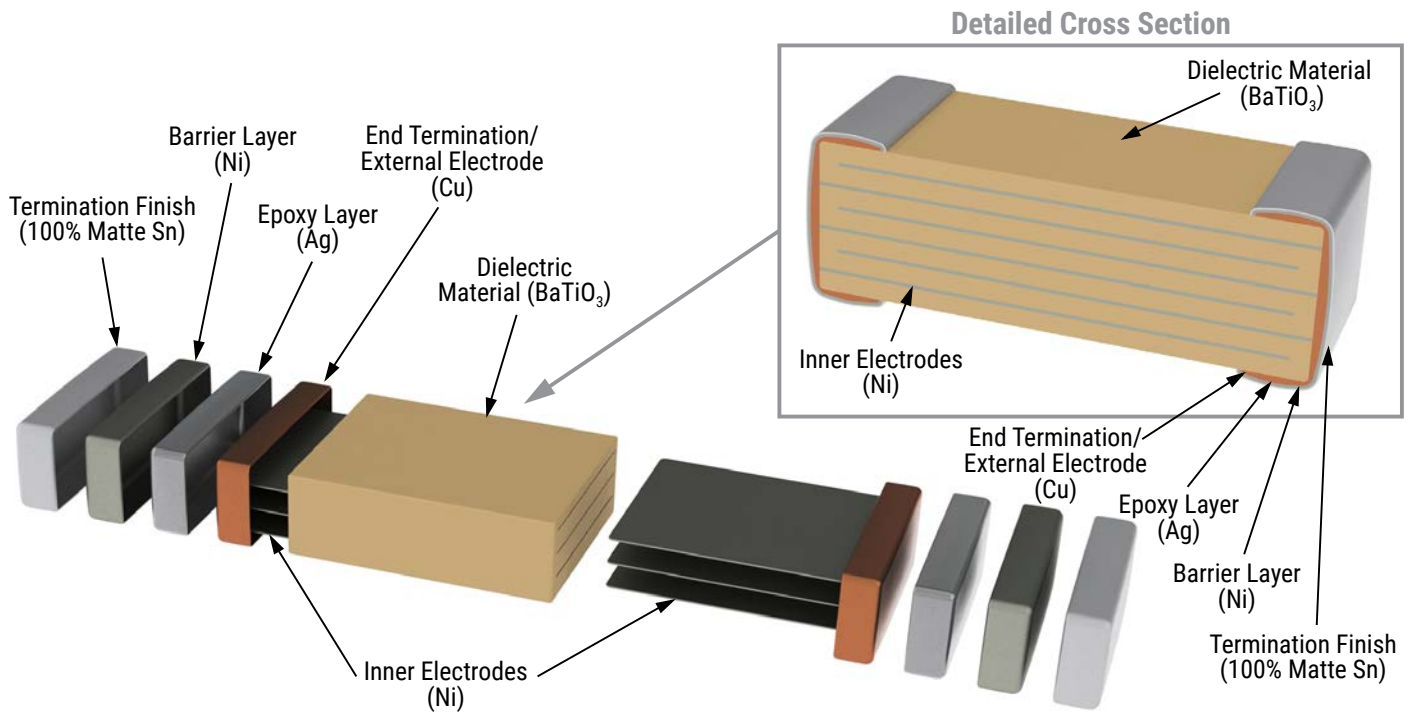 Detailed Cross Section
Dielectric Material
(BaTiO₃)
Inner Electrodes
(Ni)
End Termination/
External Electrode
(Cu)
Epoxy Layer
(Ag)
Barrier Layer
(Ni)
Termination Finish
(100% Matte Sn)
Termination Finish
(100% Matte Sn)
Barrier Layer
(Ni)
Epoxy Layer
(Ag)
End Termination/
External Electrode
(Cu)
Dielectric
Material (BaTiO₃)
Inner Electrodes
(Ni)